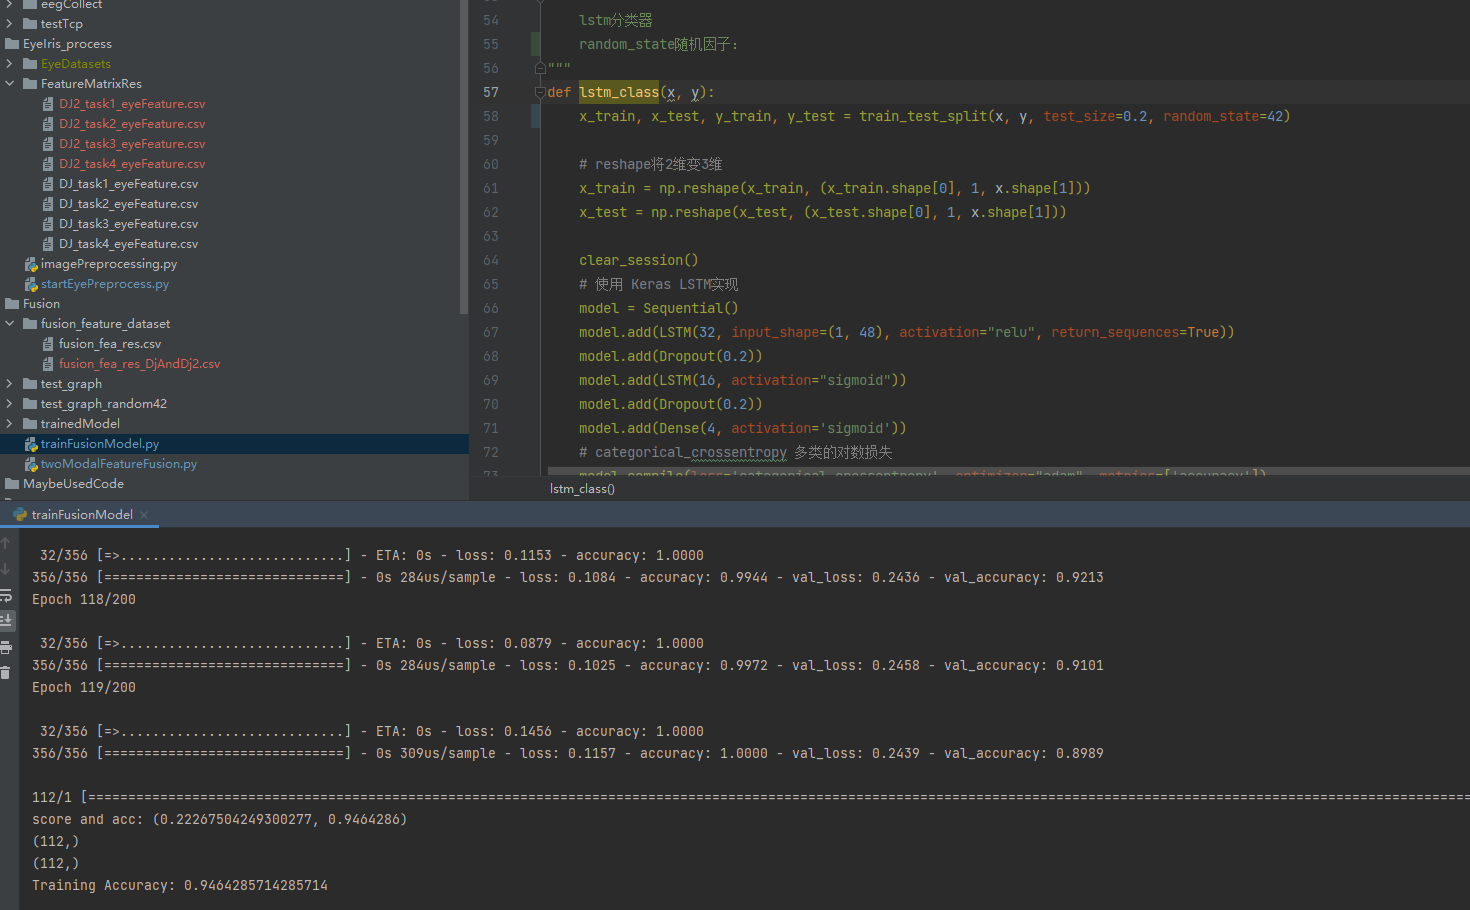 eegCollect
testTcp
EyeIris_process
EyeDatasets
FeatureMatrixRes
DJ2_task1_eyeFeature.csv
DJ2_task2_eyeFeature.csv
DJ2_task3_eyeFeature.csv
DJ2_task4_eyeFeature.csv
DJ_task1_eyeFeature.csv
DJ_task2_eyeFeature.csv
DJ_task3_eyeFeature.csv
DJ_task4_eyeFeature.csv
imagePreprocessing.py
startEyePreprocess.py
Fusion
fusion_feature_dataset
fusion_fea_res.csv
fusion_fea_res_DjAndDj2.csv
test_graph
test_graph_random42
trainedModel
trainFusionModel.py
twoModalFeatureFusion.py
MaybeUsedCode
54 lstm分类器
55 random_state随机因子:
56 """
57 def lstm_class(x, y):
58 x_train, x_test, y_train, y_test = train_test_split(x, y, test_size=0.2, random_state=42)
59
60 # reshape将2维变3维
61 x_train = np.reshape(x_train, (x_train.shape[0], 1, x.shape[1]))
62 x_test = np.reshape(x_test, (x_test.shape[0], 1, x.shape[1]))
63
64 clear_session()
65 # 使用 Keras LSTM实现
66 model = Sequential()
67 model.add(LSTM(32, input_shape=(1, 48), activation="relu", return_sequences=True))
68 model.add(Dropout(0.2))
69 model.add(LSTM(16, activation="sigmoid"))
70 model.add(Dropout(0.2))
71 model.add(Dense(4, activation='sigmoid'))
72 # categorical_crossentropy 多类的对数损失
73 model.compile(loss='categorical_crossentropy', optimizer="adam", metrics=['accuracy'])
lstm_class()
trainFusionModel
32/356 [=>............................] - ETA: 0s - loss: 0.1153 - accuracy: 1.0000
356/356 [==============================] - 0s 284us/sample - loss: 0.1084 - accuracy: 0.9944 - val_loss: 0.2436 - val_accuracy: 0.9213
Epoch 118/200
32/356 [=>............................] - ETA: 0s - loss: 0.0879 - accuracy: 1.0000
356/356 [==============================] - 0s 284us/sample - loss: 0.1025 - accuracy: 0.9972 - val_loss: 0.2458 - val_accuracy: 0.9101
Epoch 119/200
32/356 [=>............................] - ETA: 0s - loss: 0.1456 - accuracy: 1.0000
356/356 [==============================] - 0s 309us/sample - loss: 0.1157 - accuracy: 1.0000 - val_loss: 0.2439 - val_accuracy: 0.8989
112/1 [==============================================================================================================================================================================
score and acc: (0.22267504249300277, 0.9464286)
(112,)
(112,)
Training Accuracy: 0.9464285714285714